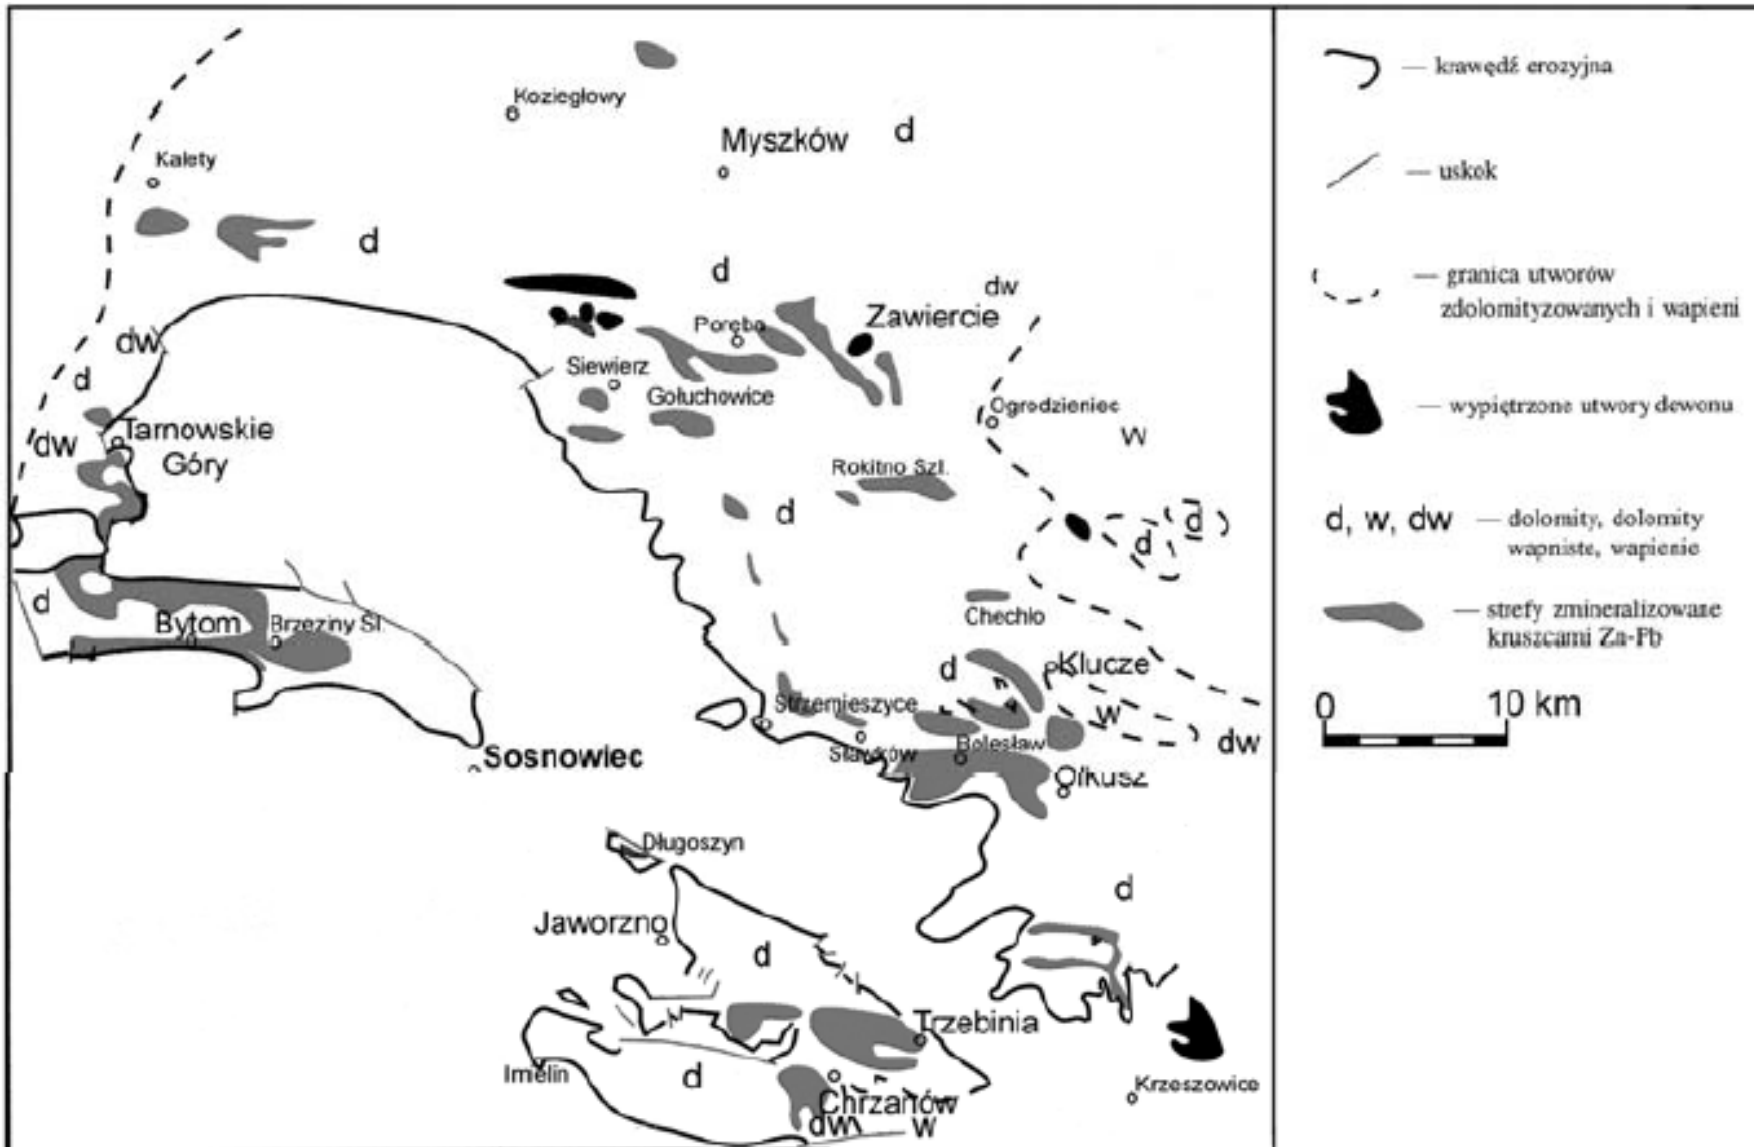 Koziegłowy
Myszków
d
Kalety
d
d
dw
Zawiercie
Poręba
dw
Siewierz
d
Gołuchowice
Ogrodzieniec
w
Tarnowskie
Góry
dw
Rokitno Szl.
d
d
d
d
Chechło
Bytom
Brzeziny Śl.
d
Klucze
Strzemieszyce
w
dw
Sławków
Bolesław
Sosnowiec
Olkusz
Długoszyn
d
Jaworzno
d
Trzebinia
Imielin
d
Krzeszowice
Chrzanów
dw
w
— krawędź erozyjna
— uskok
— granica utworów
zdolomityzowanych i wapieni
— wypiętrzone utwory dewonu
d, w, dw — dolomity, dolomity
wapniste, wapienie
— strefy zmineralizowane
kruszcami Zn-Pb
0 10 km